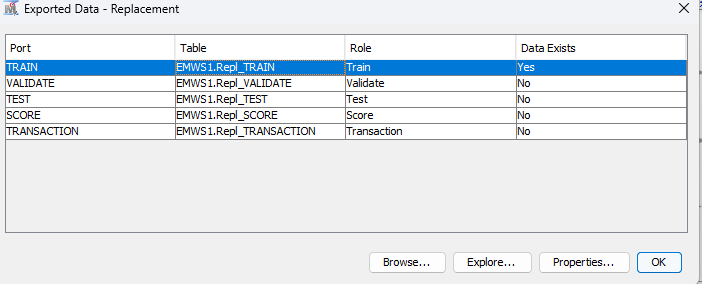 Exported Data - Replacement
Port Table Role Data Exists
TRAIN EMWS1.Repl_TRAIN Train Yes
VALIDATE EMWS1.Repl_VALIDATE Validate No
TEST EMWS1.Repl_TEST Test No
SCORE EMWS1.Repl_SCORE Score No
TRANSACTION EMWS1.Repl_TRANSACTION Transaction No
Browse... Explore... Properties... OK